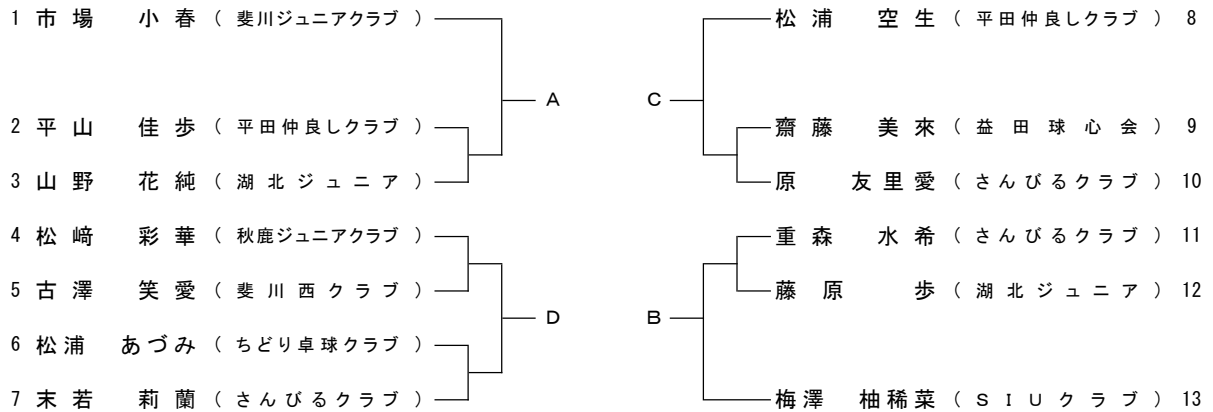 1 市場 小春 ( 斐川ジュニアクラブ )
A
2 平山 佳歩 ( 平田仲良しクラブ )
3 山野 花純 ( 湖北ジュニア )
4 松﨑 彩華 ( 秋鹿ジュニアクラブ )
5 古澤 笑愛 ( 斐川西クラブ )
D
6 松浦 あづみ ( ちどり卓球クラブ )
7 末若 莉蘭 ( さんびるクラブ )
松浦 空生 ( 平田仲良しクラブ ) 8
C
齋藤 美來 ( 益田球心会 ) 9
原 友里愛 ( さんびるクラブ ) 10
重森 水希 ( さんびるクラブ ) 11
藤原 歩 ( 湖北ジュニア ) 12
B
梅澤 柚稀菜 ( SIUクラブ ) 13